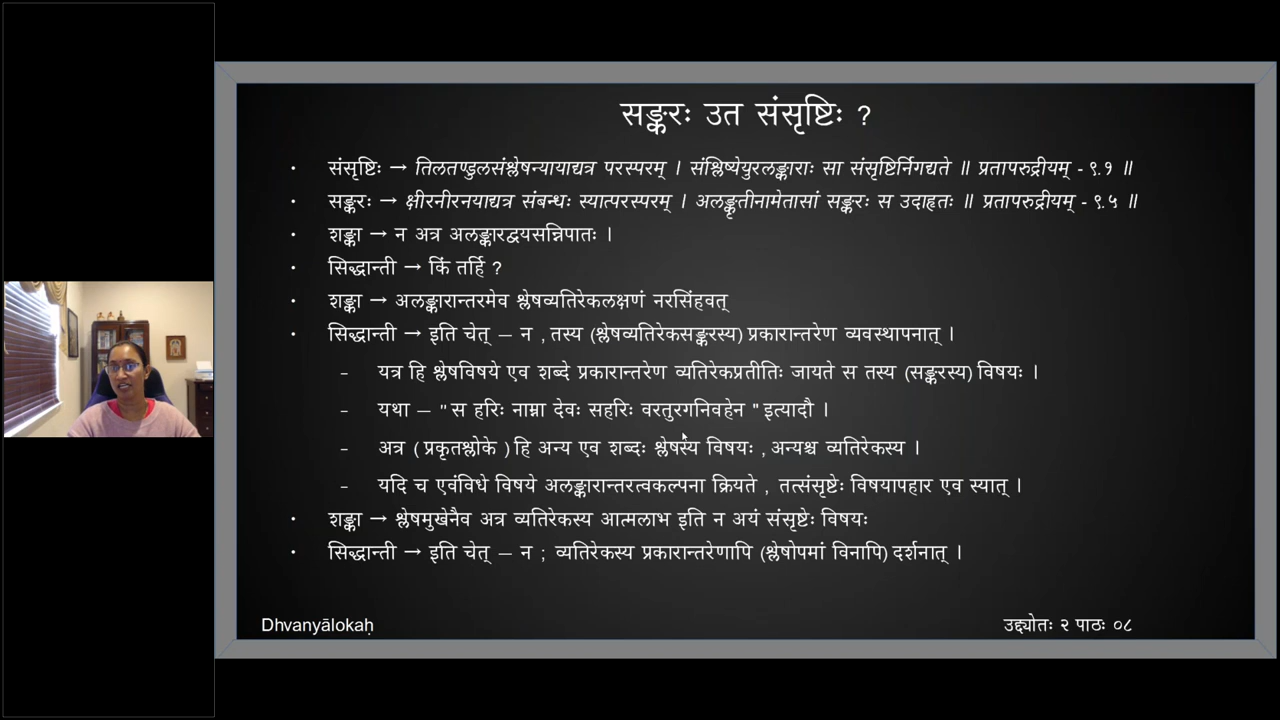 सङ्करः उत संसृष्टिः ?
• संसृष्टिः → तिलतण्डुलसंश्लेषन्यायाद्यत्र परस्परम् । संश्लिष्येयुरलङ्काराः सा संसृष्टिर्निगद्यते ॥ प्रतापरुद्रीयम् - ९.१ ॥
• सङ्करः → क्षीरनीरनयाद्यत्र संबन्धः स्यात्परस्परम् । अलङ्कृतीनामेतासां सङ्करः स उदाहृतः ॥ प्रतापरुद्रीयम् - ९.५ ॥
• शङ्का → न अत्र अलङ्कारद्वयसन्निपातः ।
• सिद्धान्ती → किं तर्हि ?
• शङ्का → अलङ्कारान्तरमेव श्लेषव्यतिरेकलक्षणं नरसिंहवत्
• सिद्धान्ती → इति चेत् – न , तस्य (श्लेषव्यतिरेकसङ्करस्य) प्रकारान्तरेण व्यवस्थापनात् ।
– यत्र हि श्लेषविषये एव शब्दे प्रकारान्तरेण व्यतिरेकप्रतीतिः जायते स तस्य (सङ्करस्य) विषयः ।
– यथा – " स हरिः नाम्ना देवः सहरिः वरतुरगनिवहेन " इत्यादौ ।
– अत्र ( प्रकृतश्लोके ) हि अन्य एव शब्दः श्लेषस्य विषयः , अन्यश्च व्यतिरेकस्य ।
– यदि च एवंविधे विषये अलङ्कारान्तरत्वकल्पना क्रियते , तत्संसृष्टेः विषयापहार एव स्यात् ।
• शङ्का → श्लेषमुखेनैव अत्र व्यतिरेकस्य आत्मलाभ इति न अयं संसृष्टेः विषयः
• सिद्धान्ती → इति चेत् – न ; व्यतिरेकस्य प्रकारान्तरेणापि (श्लेषोपमां विनापि) दर्शनात् ।
Dhvanyālokaḥ
उद्द्योतः २ पाठः ०८